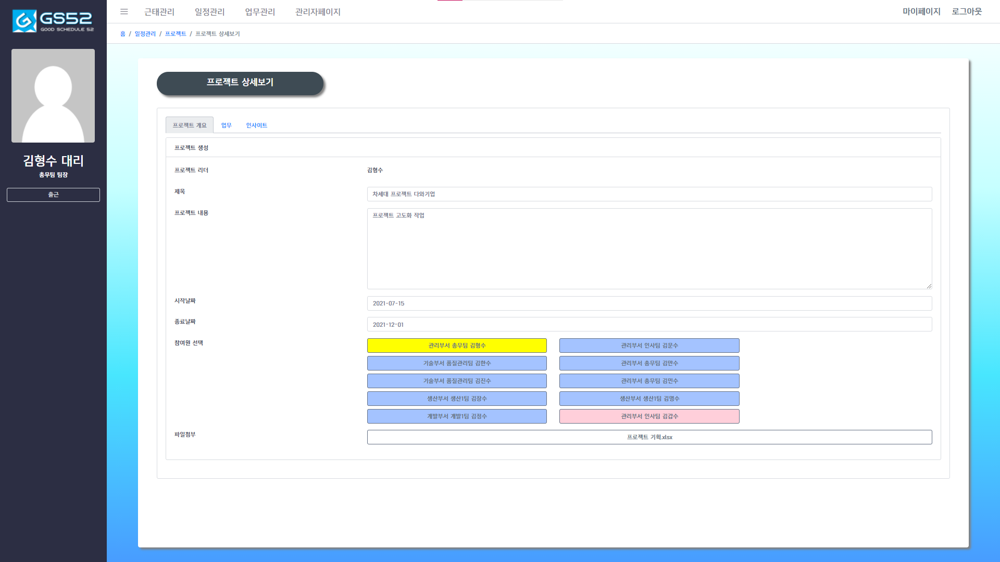 GS52
GOOD SCHEDULE 52
김형수 대리
총무팀 팀장
출근
근태관리 일정관리 업무관리 관리자페이지
마이페이지 로그아웃
홈 / 일정관리 / 프로젝트 / 프로젝트 상세보기
프로젝트 상세보기
프로젝트 개요 업무 인사이트
프로젝트 생성
프로젝트 리더 김형수
제목 차세대 프로젝트 다와기업
프로젝트 내용 프로젝트 고도화 작업
시작날짜 2021-07-15
종료날짜 2021-12-01
참여원 선택
관리부서 총무팀 김형수 관리부서 인사팀 김문수
기술부서 품질관리팀 김한수 관리부서 총무팀 김만수
기술부서 품질관리팀 김진수 관리부서 총무팀 김민수
생산부서 생산1팀 김장수 생산부서 생산1팀 김명수
개발부서 개발1팀 김정수 관리부서 인사팀 김갑수
파일첨부 프로젝트 기획.xlsx